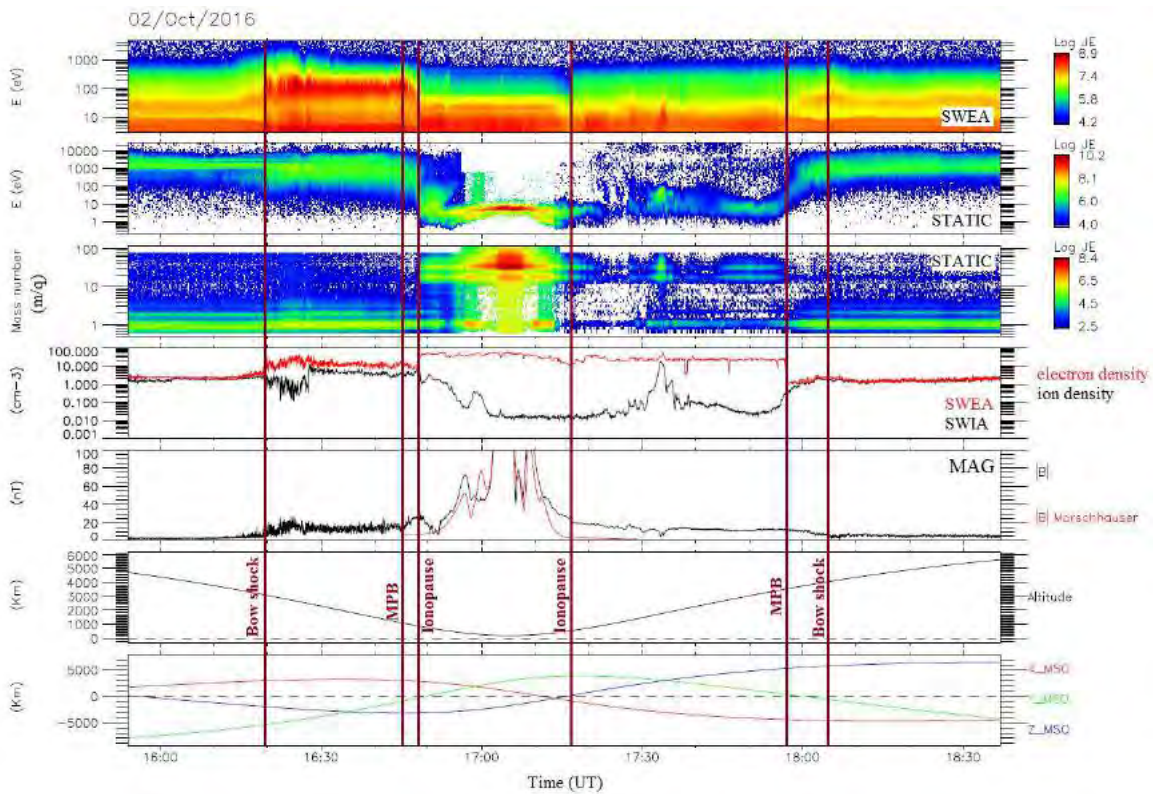 02/Oct/2016
E (eV)
1000
100
10
SWEA
Log JE
8.9
7.4
5.8
4.2
E (eV)
10000
1000
100
10
1
STATIC
Log JE
10.2
8.1
6.1
4.0
Mass number
(m/q)
100
10
1
STATIC
Log JE
8.4
6.5
4.5
2.5
(cm-3)
100.000
10.000
1.000
0.100
0.010
0.001
electron density
ion density
SWEA
SWIA
(nT)
100
80
60
40
20
0
MAG
|B|
|B| Morschhauser
(Km)
6000
5000
4000
3000
2000
1000
0
Bow shock
MPB
Ionopause
Ionopause
MPB
Bow shock
Altitude
(Km)
5000
0
-5000
X_MSO
Y_MSO
Z_MSO
16:00
16:30
17:00
17:30
18:00
18:30
Time (UT)